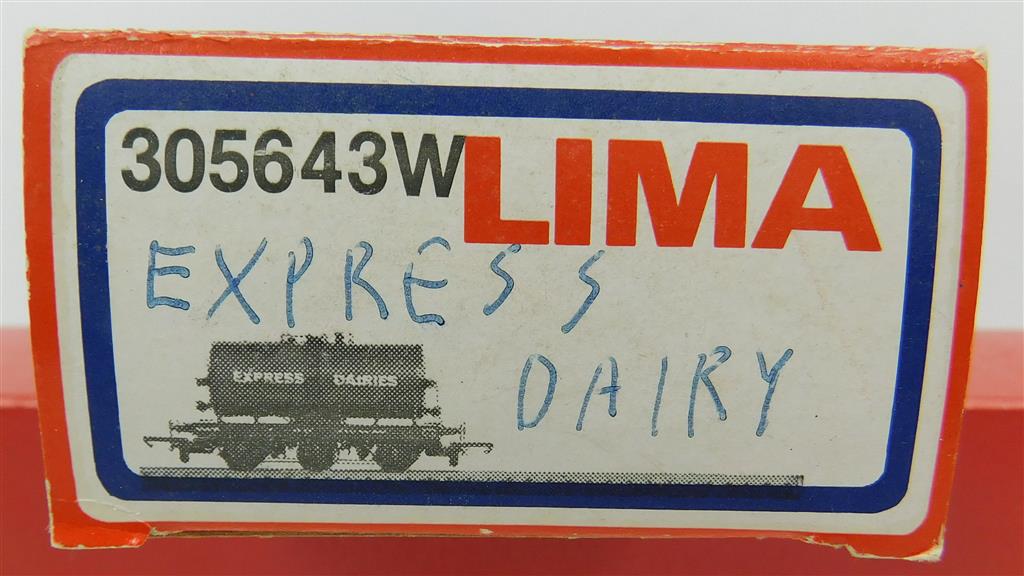 305643W LIMA
EXPRESS
DAIRY
EXPRESS DAIRIES